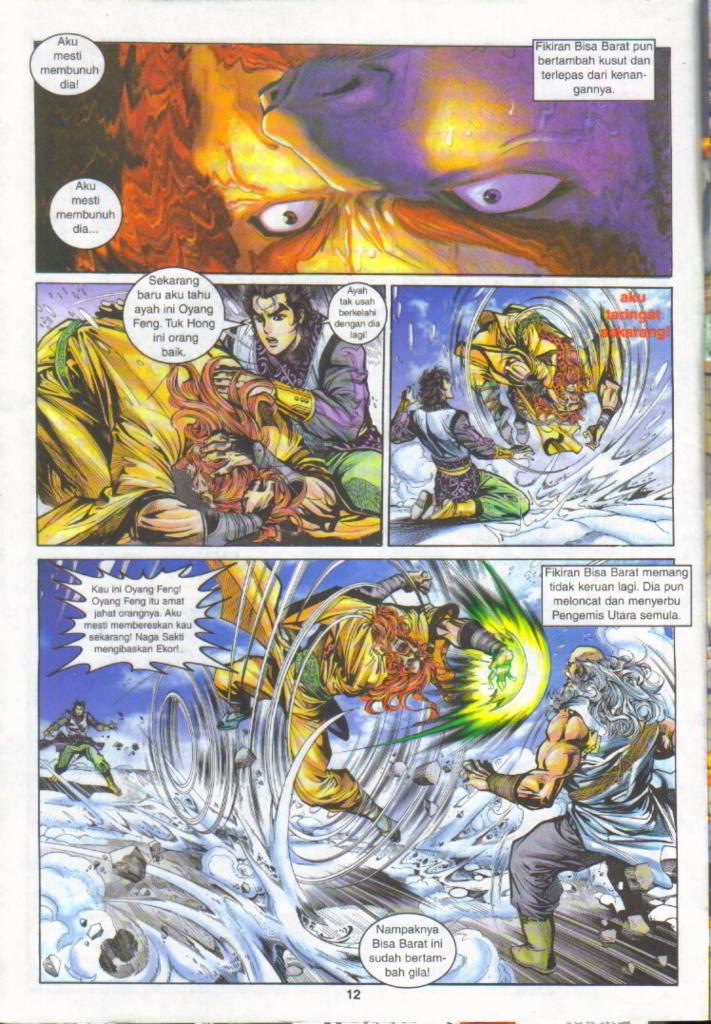 Aku
mesti
membunuh
dia!
Fikiran Bisa Barat pun
bertambah kusut dan
terlepas dari kenan-
gannya.
Aku
mesti
membunuh
dia...
Sekarang
baru aku tahu
ayah ini Oyang
Feng. Tuk Hong
ini orang
baik.
Ayah
tak usah
berkelahi
dengan dia
lagi!
aku
teringat
sekarang!
Kau ini Oyang Feng!
Oyang Feng itu amat
jahat orangnya. Aku
mesti membereskan kau
sekarang! Naga Sakti
mengibaskan Ekor!.
Fikiran Bisa Barat memang
tidak keruan lagi. Dia pun
meloncat dan menyerbu
Pengemis Utara semula.
Nampaknya
Bisa Barat ini
sudah bertam-
bah gila!
12